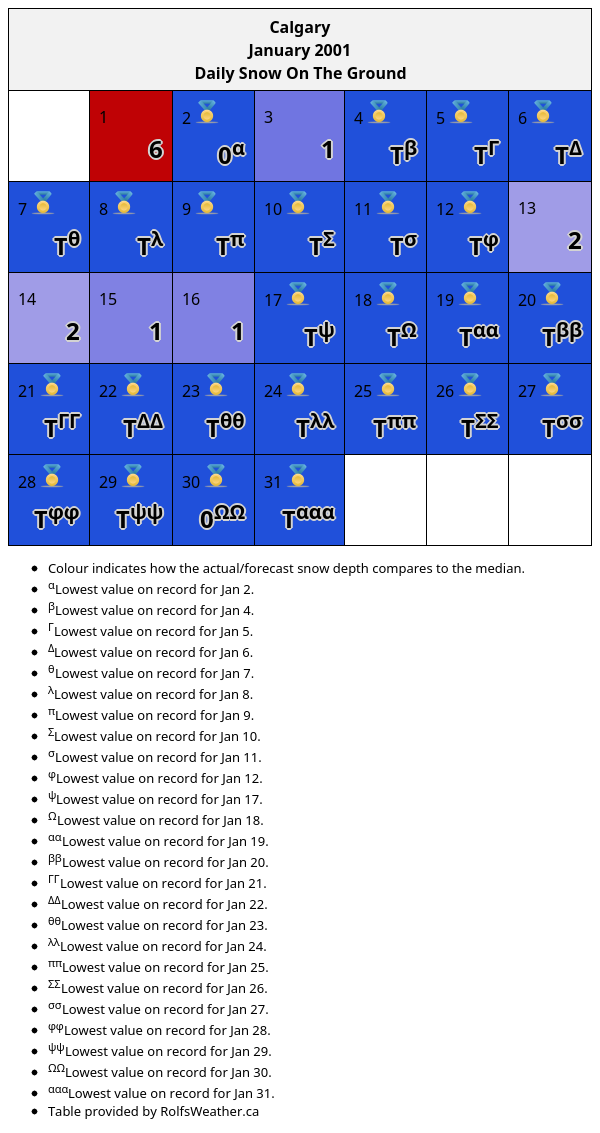 Calgary
January 2001
Daily Snow On The Ground
1 2 3 4 5 6
6 0α 1 Tβ TΓ TΔ
7 8 9 10 11 12 13
Tθ Tλ Tπ TΣ Tσ Tφ 2
14 15 16 17 18 19 20
2 1 1 Tψ TΩ Tαα Tββ
21 22 23 24 25 26 27
TΓΓ TΔΔ Tθθ Tλλ Tππ TΣΣ Tσσ
28 29 30 31
Tφφ Tψψ 0ΩΩ Tααα
• Colour indicates how the actual/forecast snow depth compares to the median.
• αLowest value on record for Jan 2.
• βLowest value on record for Jan 4.
• ΓLowest value on record for Jan 5.
• ΔLowest value on record for Jan 6.
• θLowest value on record for Jan 7.
• λLowest value on record for Jan 8.
• πLowest value on record for Jan 9.
• ΣLowest value on record for Jan 10.
• σLowest value on record for Jan 11.
• φLowest value on record for Jan 12.
• ψLowest value on record for Jan 17.
• ΩLowest value on record for Jan 18.
• ααLowest value on record for Jan 19.
• ββLowest value on record for Jan 20.
• ΓΓLowest value on record for Jan 21.
• ΔΔLowest value on record for Jan 22.
• θθLowest value on record for Jan 23.
• λλLowest value on record for Jan 24.
• ππLowest value on record for Jan 25.
• ΣΣLowest value on record for Jan 26.
• σσLowest value on record for Jan 27.
• φφLowest value on record for Jan 28.
• ψψLowest value on record for Jan 29.
• ΩΩLowest value on record for Jan 30.
• αααLowest value on record for Jan 31.
• Table provided by RolfsWeather.ca